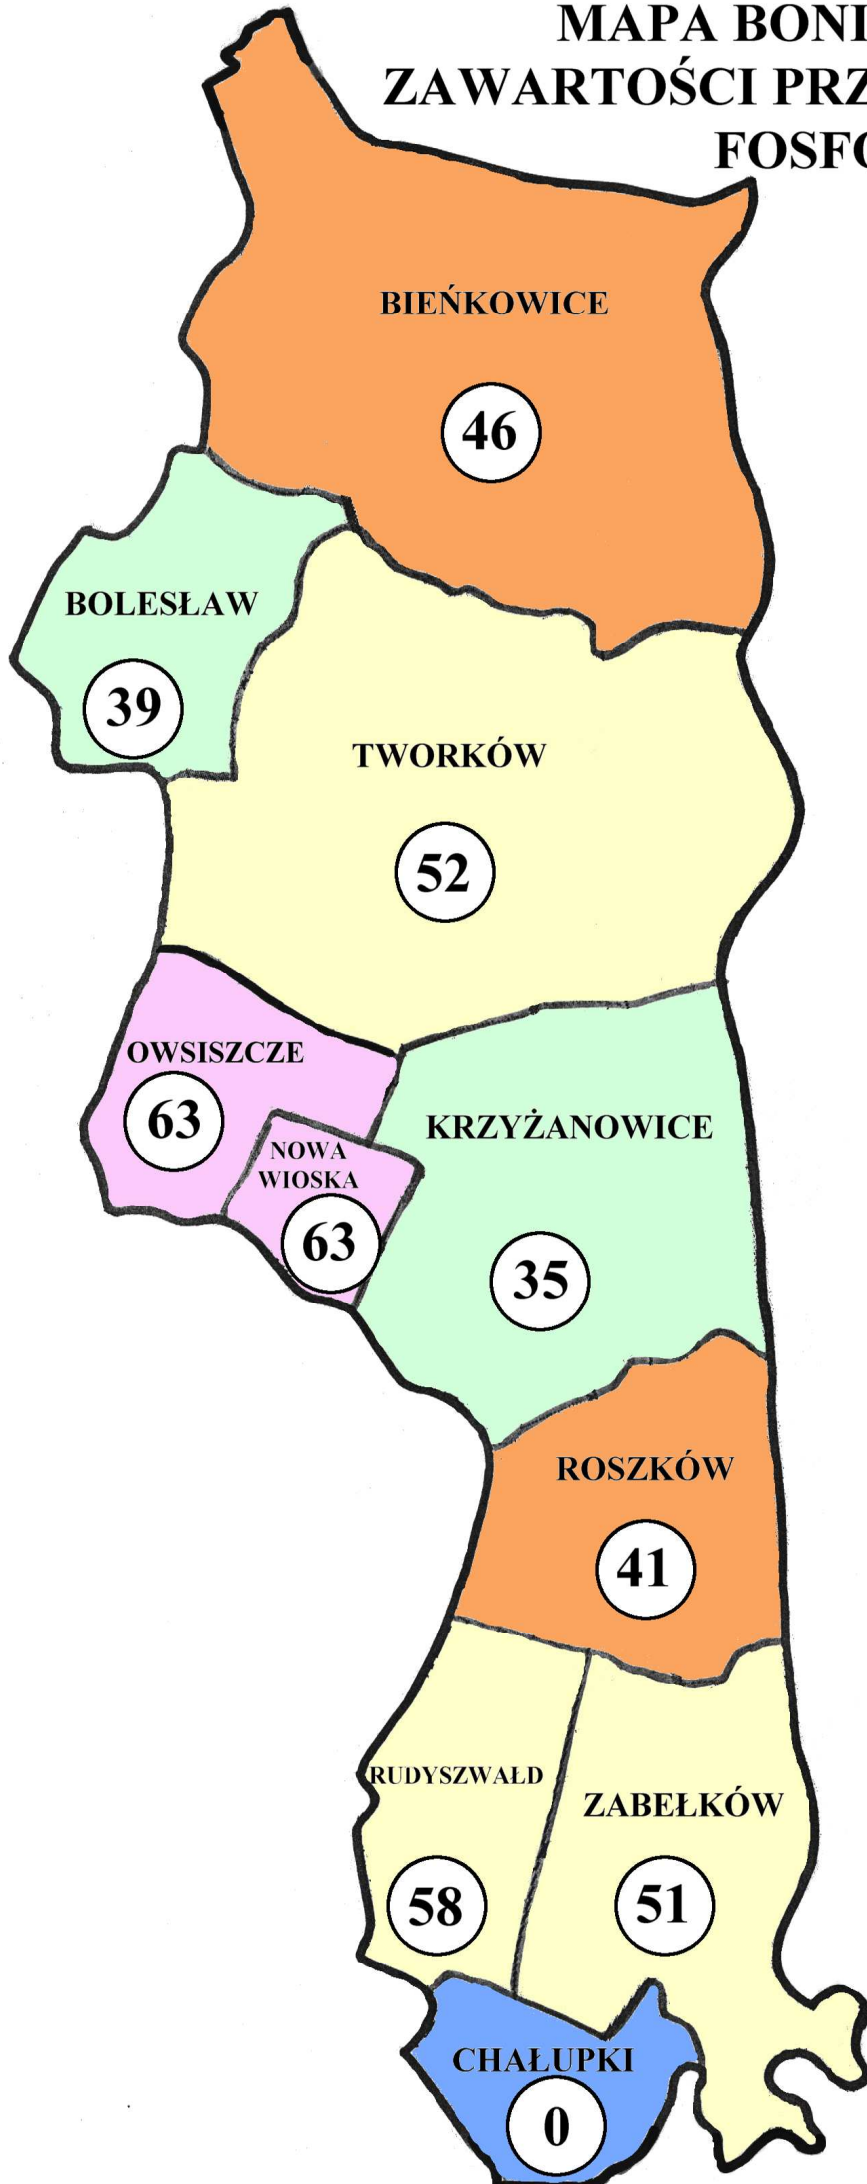 MAPA BONI
ZAWARTOŚCI PRZ
FOSFO
BIEŃKOWICE
46
BOLESŁAW
39
TWORKÓW
52
OWSISZCZE
63
NOWA
WIOSKA
63
KRZYŻANOWICE
35
ROSZKÓW
41
RUDYSZWAŁD
58
ZABEŁKÓW
51
CHAŁUPKI
0